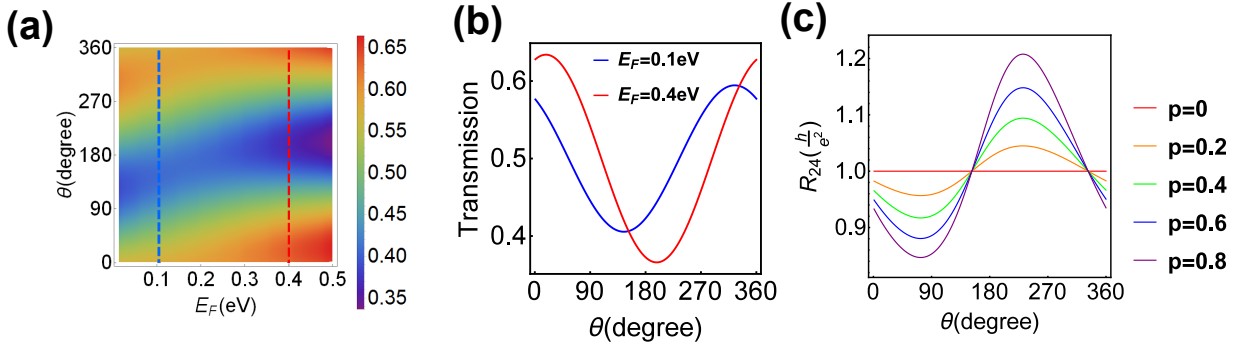 (a)
θ(degree)
360
270
180
90
0
0.1 0.2 0.3 0.4 0.5
E_F(eV)
0.65
0.60
0.55
0.50
0.45
0.40
0.35
(b)
Transmission
0.6
0.5
0.4
E_F=0.1eV
E_F=0.4eV
0 90 180 270 360
θ(degree)
(c)
R_24(h/e^2)
1.2
1.1
1.0
0.9
0 90 180 270 360
θ(degree)
p=0
p=0.2
p=0.4
p=0.6
p=0.8